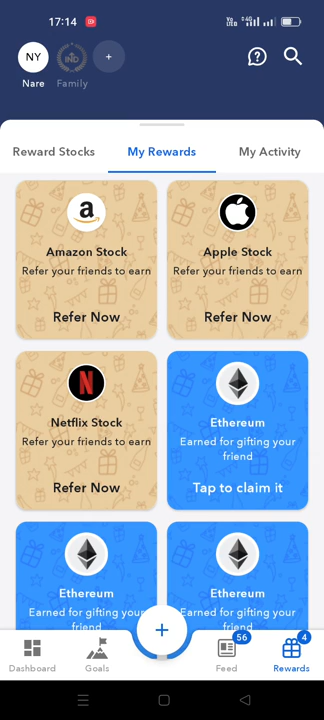 17:14
NY
IND
+
Nare
Family
Reward Stocks
My Rewards
My Activity
a
Amazon Stock
Refer your friends to earn
Refer Now
Apple Stock
Refer your friends to earn
Refer Now
N
Netflix Stock
Refer your friends to earn
Refer Now
Ethereum
Earned for gifting your
friend
Tap to claim it
Ethereum
Earned for gifting your
friend
Ethereum
Earned for gifting your
friend
+
56
4
Dashboard
Goals
Feed
Rewards